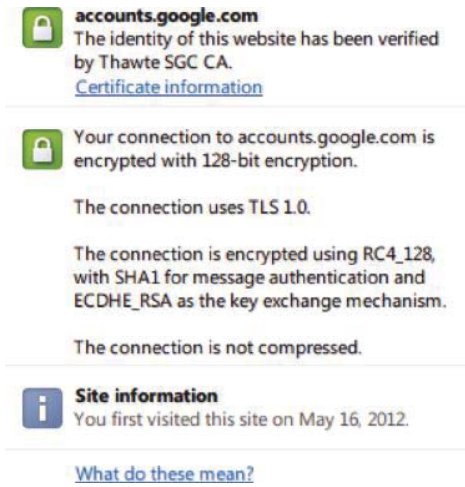 accounts.google.com
The identity of this website has been verified
by Thawte SGC CA.
Certificate information
Your connection to accounts.google.com is
encrypted with 128-bit encryption.
The connection uses TLS 1.0.
The connection is encrypted using RC4_128,
with SHA1 for message authentication and
ECDHE_RSA as the key exchange mechanism.
The connection is not compressed.
Site information
You first visited this site on May 16, 2012.
What do these mean?